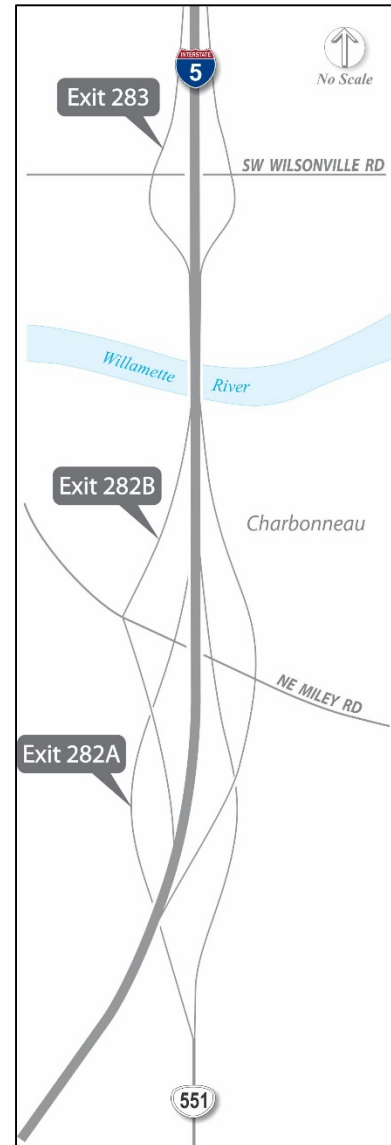 INTERSTATE
5
No Scale
Exit 283
SW WILSONVILLE RD
Willamette River
Exit 282B
Charbonneau
NE MILEY RD
Exit 282A
551